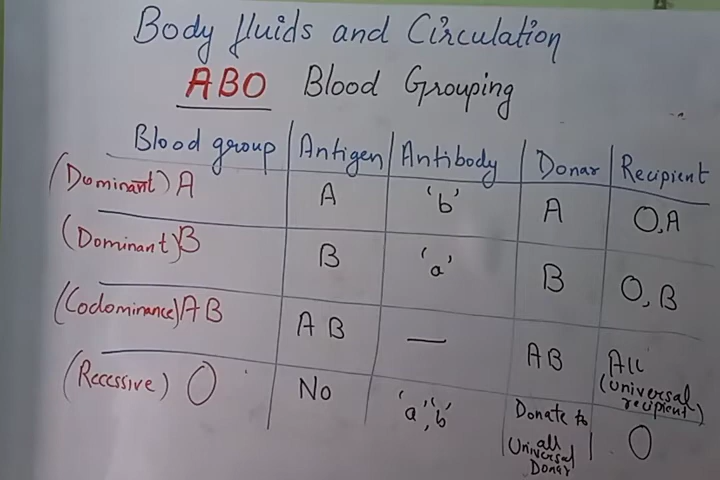 Body fluids and Circulation
ABO Blood Grouping
Blood group Antigen Antibody Donar Recipient
(Dominant) A A 'b' A O,A
(Dominant) B B 'a' B O,B
(Codominance) AB AB — AB All
(Universal
recipient)
(Recessive) O No 'a','b' Donate to O
all
Universal
Donar